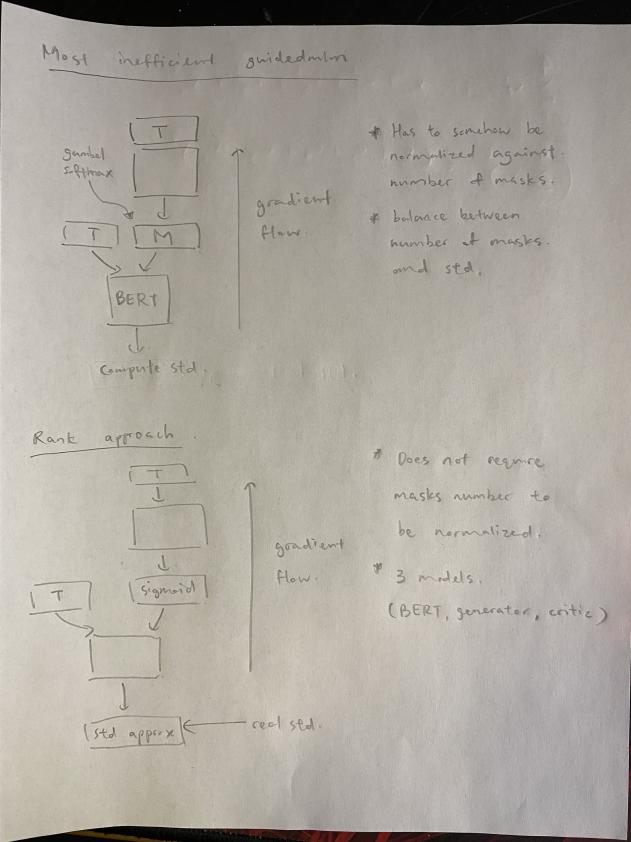 Most inefficient guidedmlm
T
gumbel
softmax
T
M
BERT
Compute std.
gradient
flow.
* Has to somehow be
normalized against
number of masks.
* balance between
number of masks.
and std.
Rank approach.
T
sigmoid
T
std approx
real std.
gradient
flow.
* Does not require
masks number to
be normalized.
* 3 models.
(BERT, generator, critic)